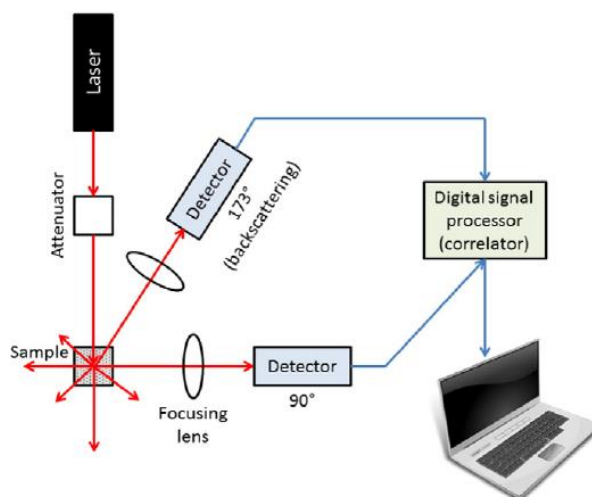 Laser
Attenuator
Detector
173°
(backscattering)
Digital signal
processor
(correlator)
Sample
Detector
90°
Focusing
lens